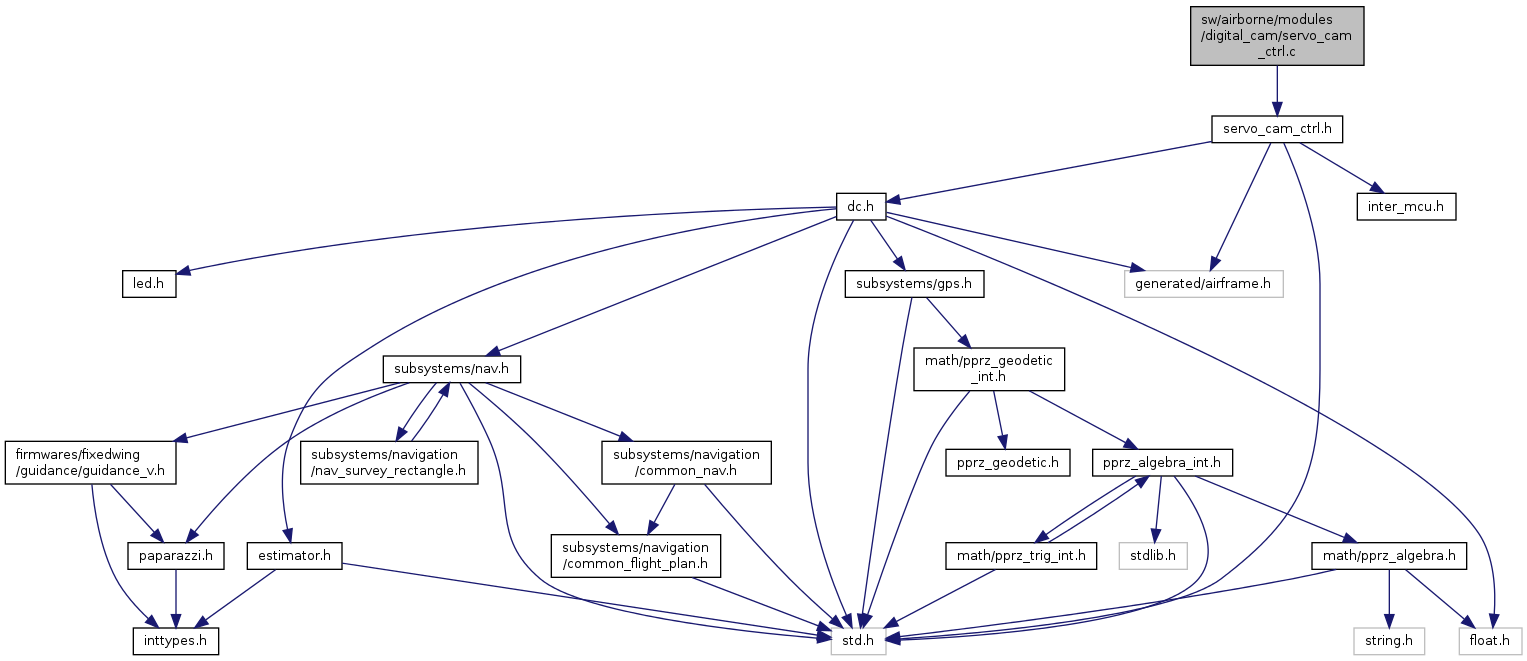 sw/airborne/modules
/digital_cam/servo_cam
_ctrl.c
servo_cam_ctrl.h
dc.h
inter_mcu.h
led.h
subsystems/gps.h
generated/airframe.h
subsystems/nav.h
math/pprz_geodetic
_int.h
firmwares/fixedwing
/guidance/guidance_v.h
subsystems/navigation
/nav_survey_rectangle.h
subsystems/navigation
/common_nav.h
pprz_geodetic.h
pprz_algebra_int.h
paparazzi.h
estimator.h
subsystems/navigation
/common_flight_plan.h
math/pprz_trig_int.h
stdlib.h
math/pprz_algebra.h
inttypes.h
std.h
string.h
float.h